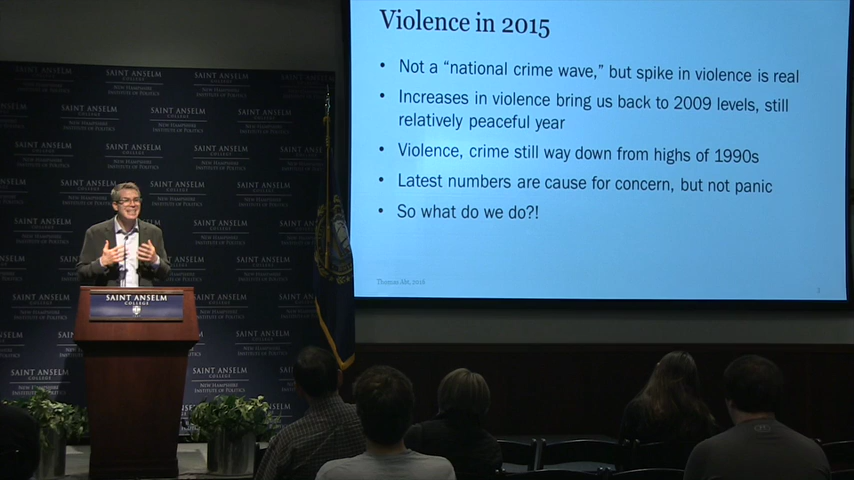 Violence in 2015
• Not a "national crime wave," but spike in violence is real
• Increases in violence bring us back to 2009 levels, still
relatively peaceful year
• Violence, crime still way down from highs of 1990s
• Latest numbers are cause for concern, but not panic
• So what do we do?!
Thomas Abt, 2016
SAINT ANSELM
COLLEGE
NEW HAMPSHIRE
INSTITUTE OF POLITICS
SAINT ANSELM
COLLEGE